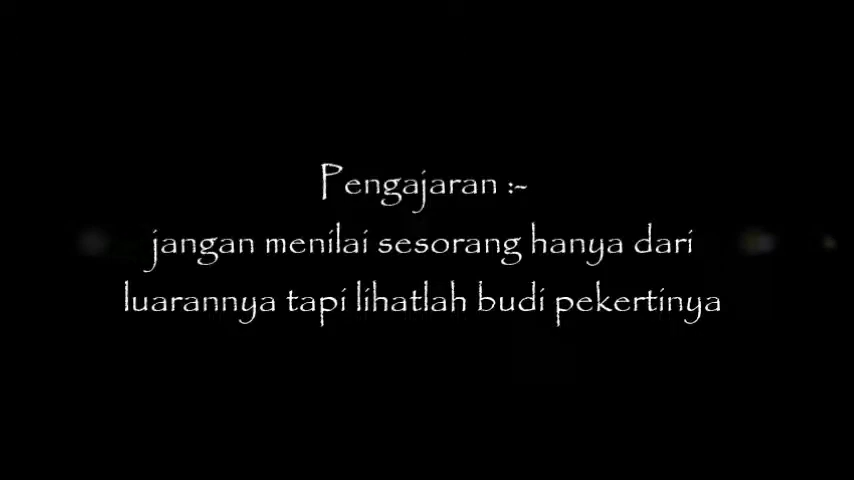 Pengajaran :-
jangan menilai sesorang hanya dari
luarannya tapi lihatlah budi pekertinya